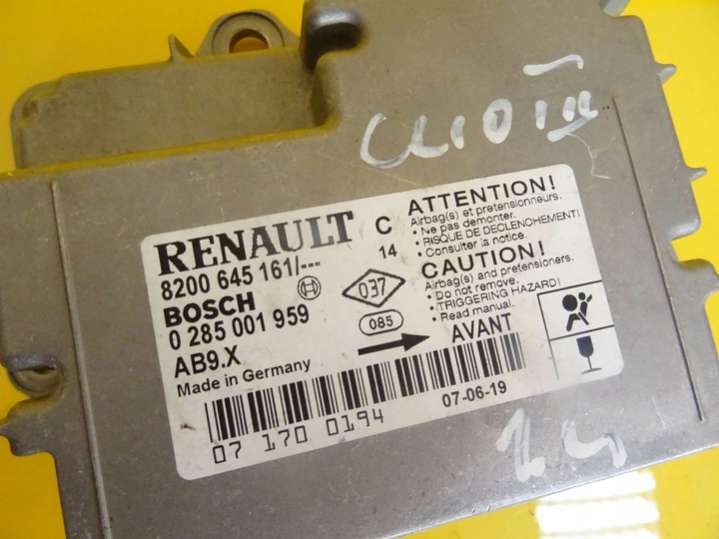 CLIO III
RENAULT C
8200 645 161/--- 14
BOSCH
0 285 001 959
AB9.X
Made in Germany
037
085
ATTENTION!
Airbag(s) et pretensionneurs.
• Ne pas demonter.
• RISQUE DE DECLENCHEMENT!
• Consulter la notice.
CAUTION!
Airbag(s) and pretensioners.
• Do not remove.
• TRIGGERING HAZARD!
• Read manual.
AVANT
07-06-19
07 170 0194